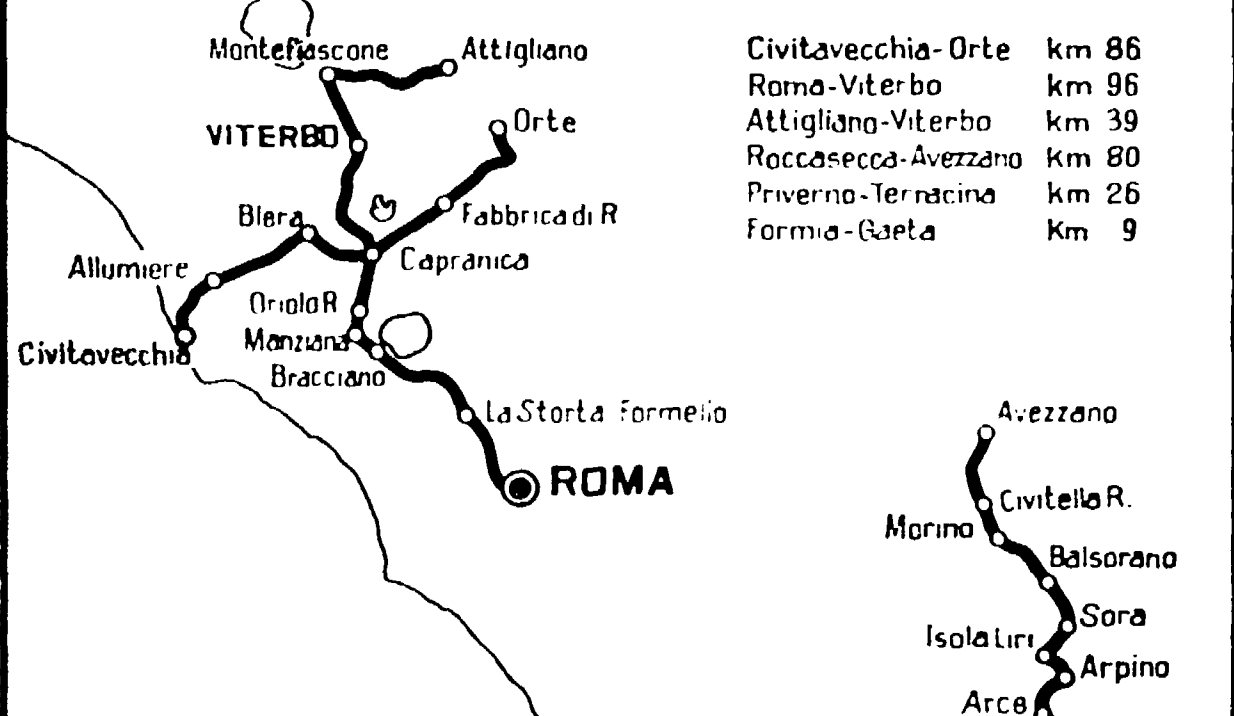 Montefiascone
Attigliano
VITERBO
Orte
Blera
Fabbrica di R
Allumiere
Capranica
Oriolo R
Manziana
Civitavecchia
Bracciano
La Storta Formello
ROMA
Civitavecchia-Orte km 86
Roma-Viterbo km 96
Attigliano-Viterbo km 39
Roccasecca-Avezzano km 80
Priverno-Terracina km 26
Formia-Gaeta km 9
Avezzano
Civitella R.
Morino
Balsorano
Sora
Isola Liri
Arpino
Arce